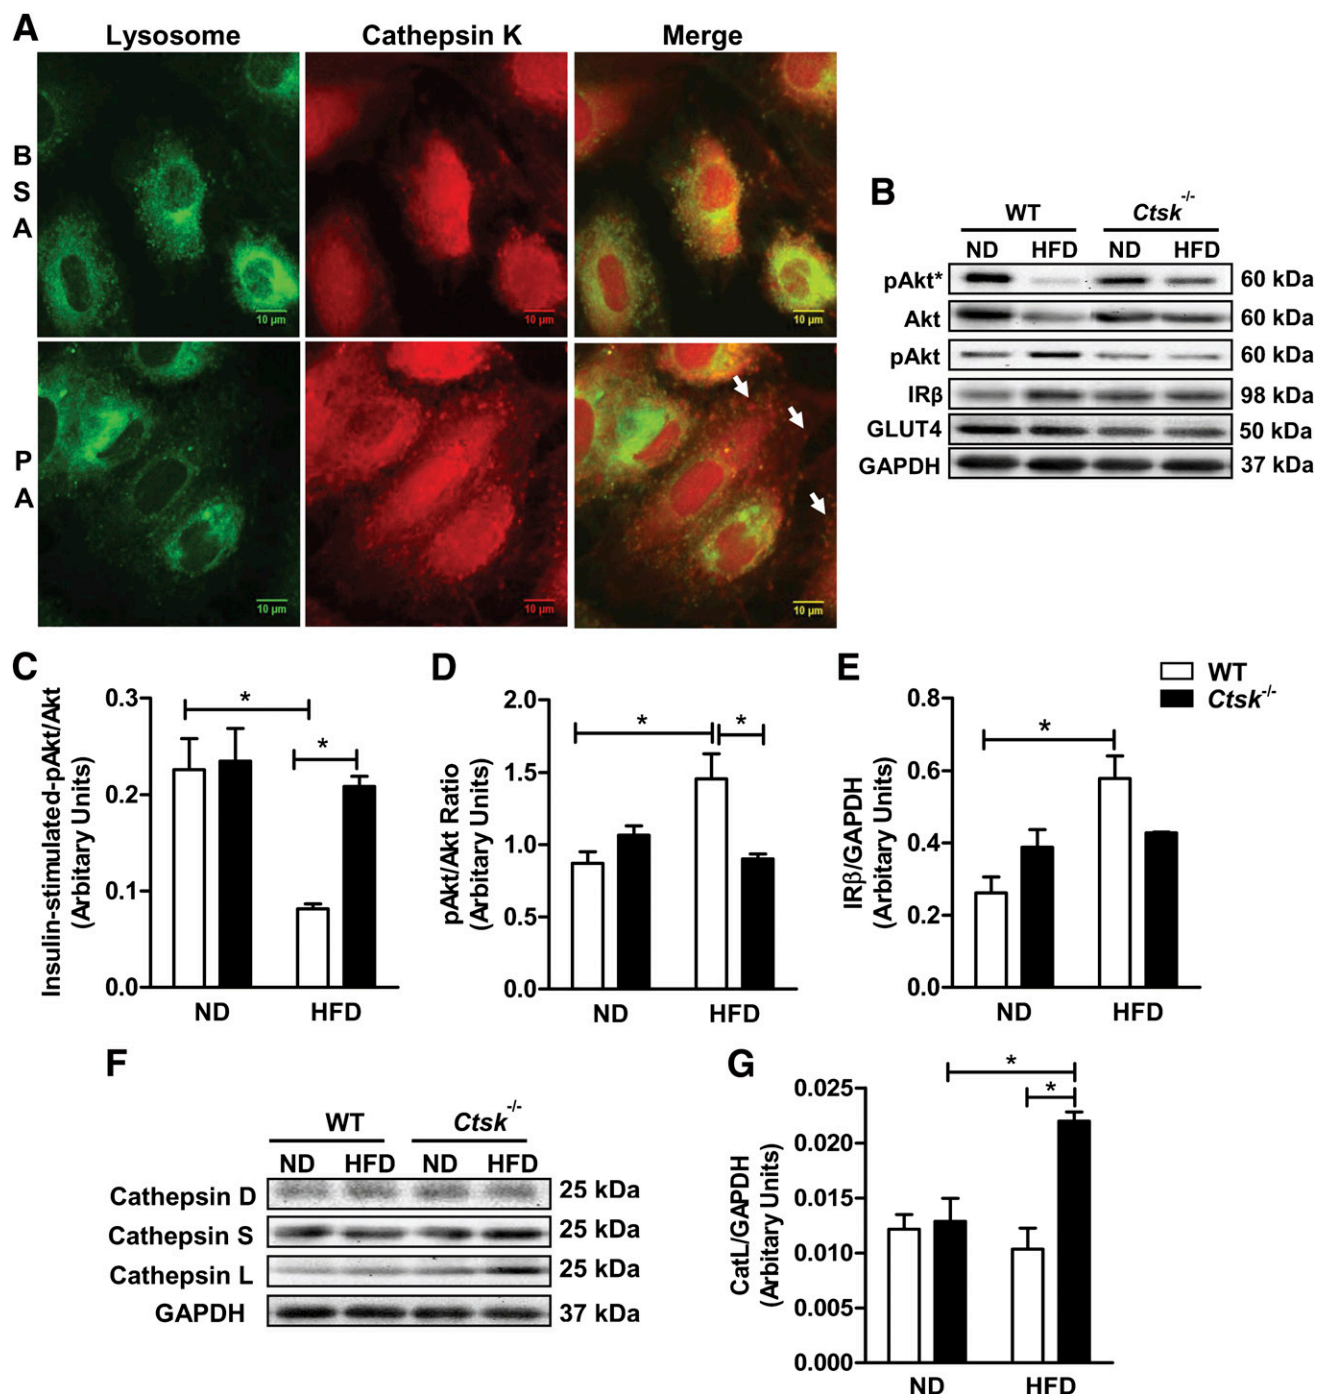 A
Lysosome Cathepsin K Merge
B
S
A
10 µm 10 µm 10 µm
P
A
10 µm 10 µm 10 µm
B
WT Ctsk-/-
ND HFD ND HFD
pAkt* 60 kDa
Akt 60 kDa
pAkt 60 kDa
IRβ 98 kDa
GLUT4 50 kDa
GAPDH 37 kDa
C
Insulin-stimulated-pAkt/Akt
(Arbitary Units)
0.3
0.2
0.1
0.0
* *
ND HFD
D
pAkt/Akt Ratio
(Arbitary Units)
2.0
1.5
1.0
0.5
0.0
* *
ND HFD
E
IRβ/GAPDH
(Arbitary Units)
0.8
0.6
0.4
0.2
0.0
*
ND HFD
WT
Ctsk-/-
F
WT Ctsk-/-
ND HFD ND HFD
Cathepsin D 25 kDa
Cathepsin S 25 kDa
Cathepsin L 25 kDa
GAPDH 37 kDa
G
CatL/GAPDH
(Arbitary Units)
0.025
0.020
0.015
0.010
0.005
0.000
*
*
ND HFD